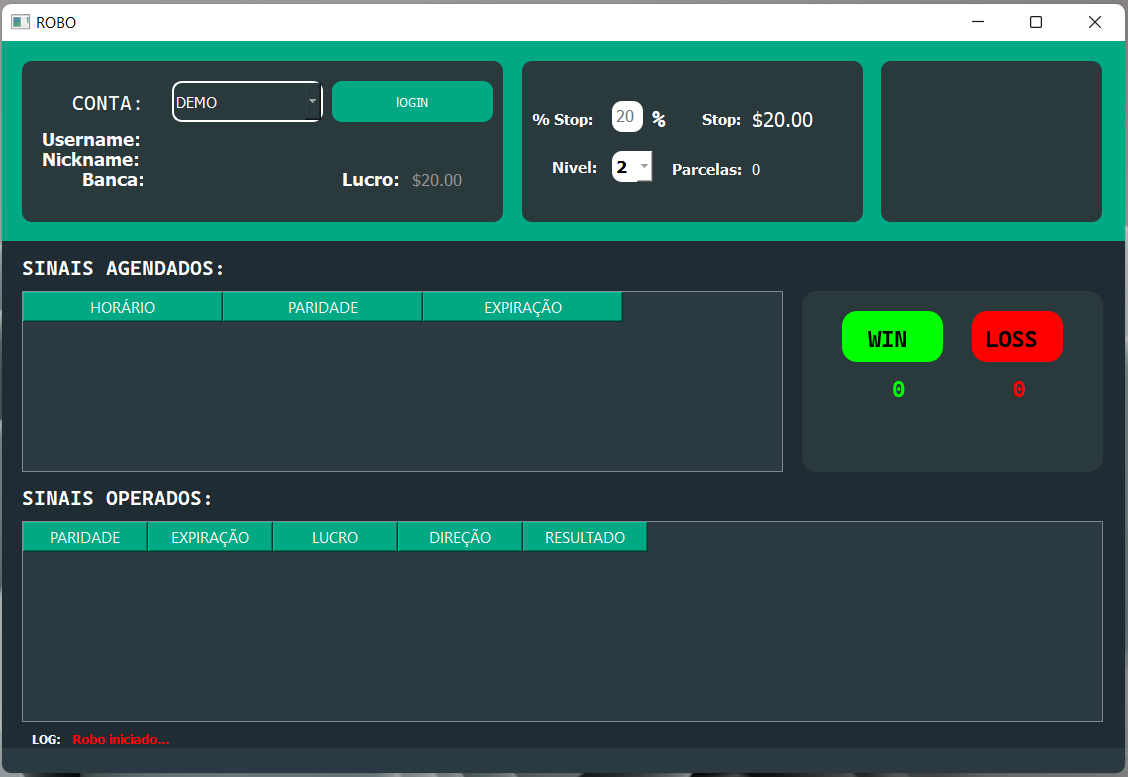 ROBO
CONTA: DEMO lOGIN
Username:
Nickname:
Banca: Lucro: $20.00
% Stop: 20 % Stop: $20.00
Nivel: 2 Parcelas: 0
SINAIS AGENDADOS:
HORÁRIO PARIDADE EXPIRAÇÃO
WIN LOSS
0 0
SINAIS OPERADOS:
PARIDADE EXPIRAÇÃO LUCRO DIREÇÃO RESULTADO
LOG: Robo iniciado...